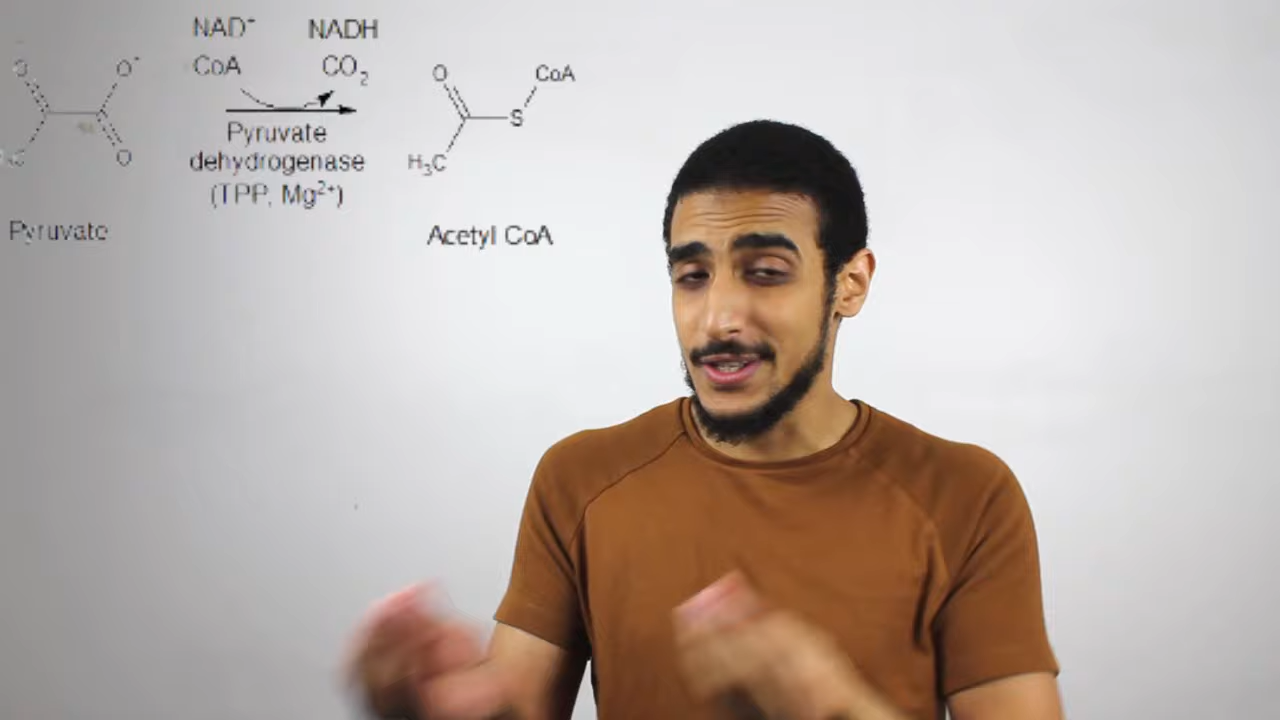 NAD⁺ NADH
CoA CO₂
O O⁻ O CoA
O S
Pyruvate
dehydrogenase
H₃C
(TPP, Mg²⁺)
Pyruvate Acetyl CoA